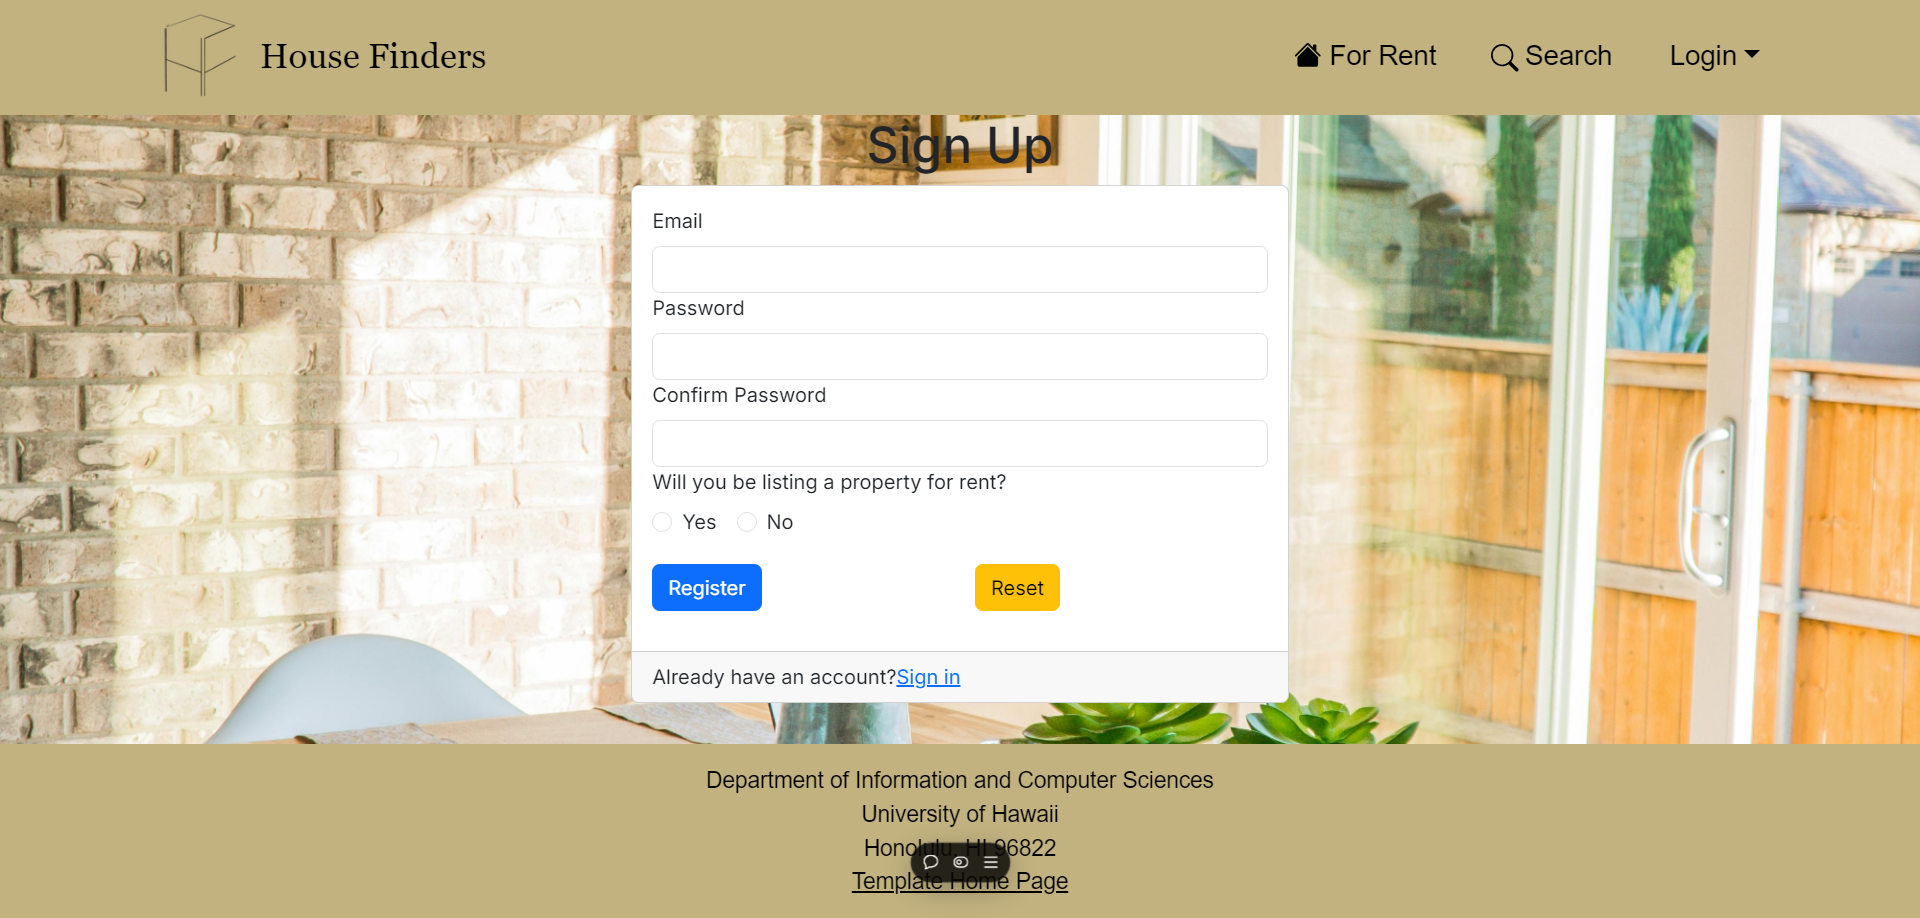 House Finders
For Rent
Search
Login
Sign Up
Email
Password
Confirm Password
Will you be listing a property for rent?
Yes No
Register Reset
Already have an account?Sign in
Department of Information and Computer Sciences
University of Hawaii
Honolulu, HI 96822
Template Home Page